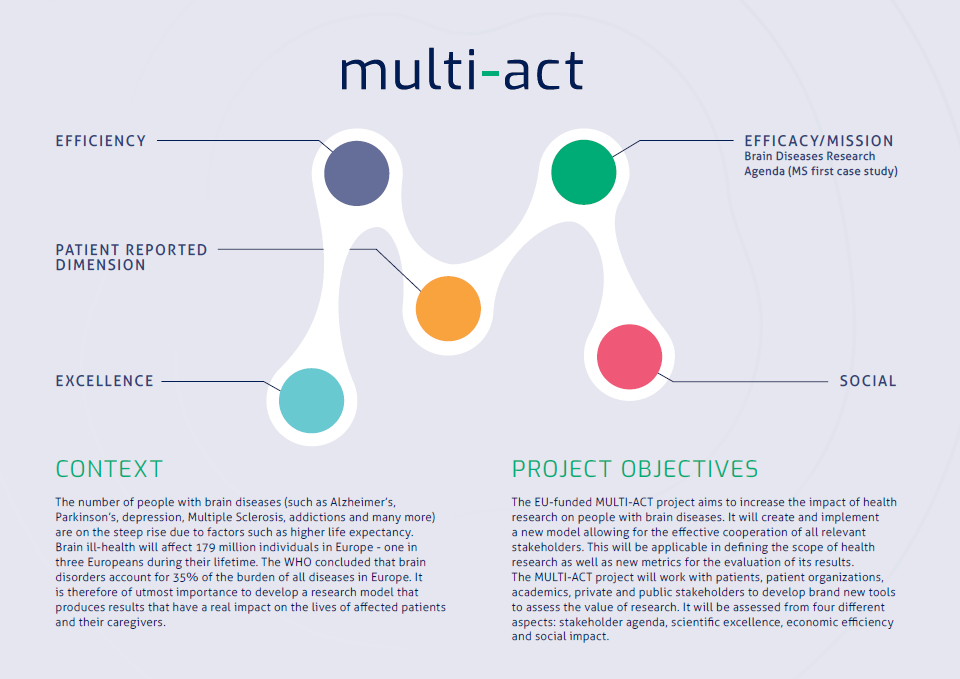 multi-act
EFFICIENCY
EFFICACY/MISSION
Brain Diseases Research
Agenda (MS first case study)
PATIENT REPORTED
DIMENSION
EXCELLENCE
SOCIAL
CONTEXT
The number of people with brain diseases (such as Alzheimer's,
Parkinson's, depression, Multiple Sclerosis, addictions and many more)
are on the steep rise due to factors such as higher life expectancy.
Brain ill-health will affect 179 million individuals in Europe - one in
three Europeans during their lifetime. The WHO concluded that brain
disorders account for 35% of the burden of all diseases in Europe. It
is therefore of utmost importance to develop a research model that
produces results that have a real impact on the lives of affected patients
and their caregivers.
PROJECT OBJECTIVES
The EU-funded MULTI-ACT project aims to increase the impact of health
research on people with brain diseases. It will create and implement
a new model allowing for the effective cooperation of all relevant
stakeholders. This will be applicable in defining the scope of health
research as well as new metrics for the evaluation of its results.
The MULTI-ACT project will work with patients, patient organizations,
academics, private and public stakeholders to develop brand new tools
to assess the value of research. It will be assessed from four different
aspects: stakeholder agenda, scientific excellence, economic efficiency
and social impact.